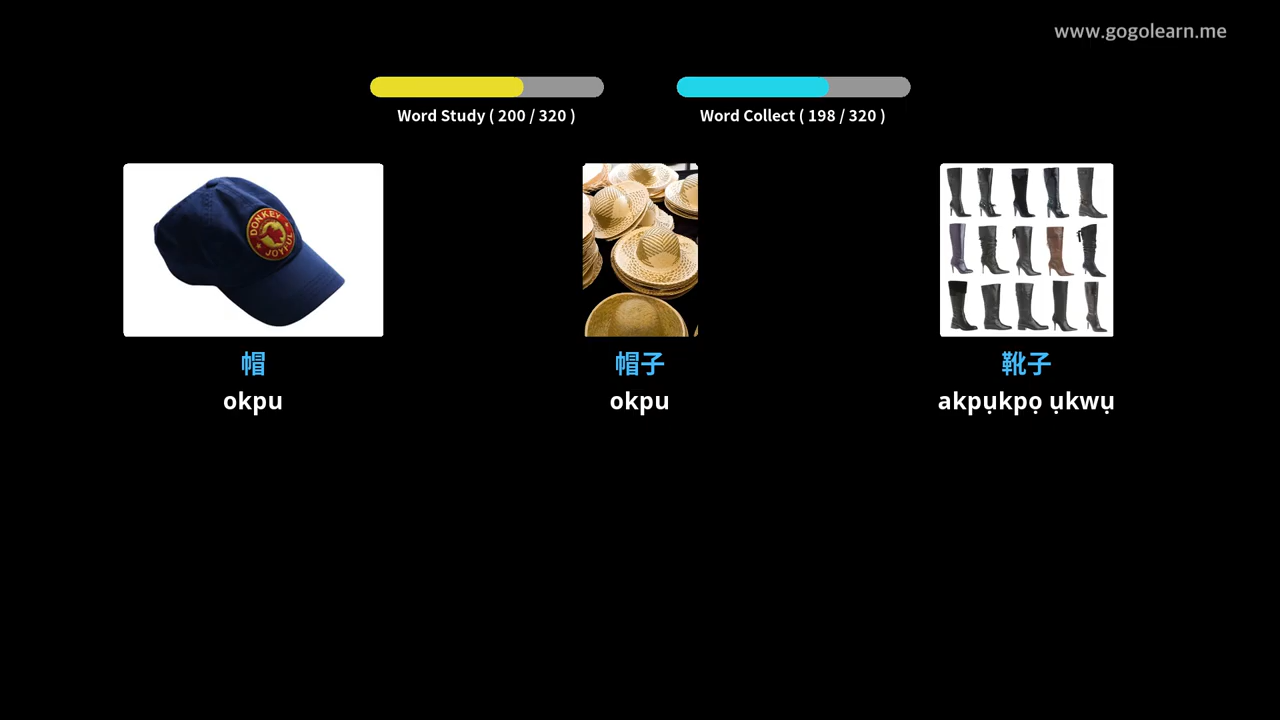 www.gogolearn.me
Word Study ( 200 / 320 )
Word Collect ( 198 / 320 )
DONKEY
JOYFUL
帽
帽子
靴子
okpu
okpu
akpụkpọ ụkwụ